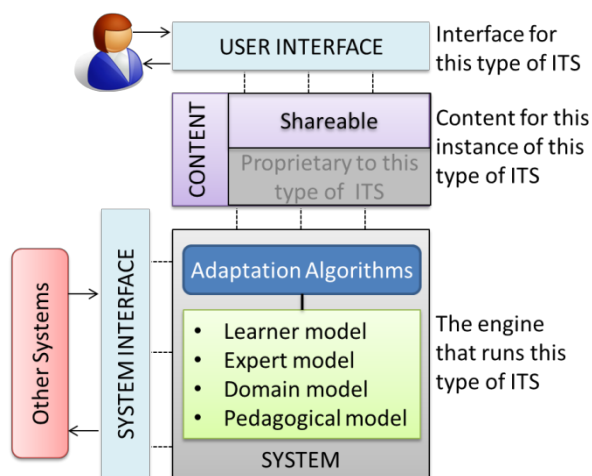 USER INTERFACE
Interface for
this type of ITS
CONTENT
Shareable
Proprietary to this
type of ITS
Content for this
instance of this
type of ITS
Other Systems
SYSTEM INTERFACE
Adaptation Algorithms
• Learner model
• Expert model
• Domain model
• Pedagogical model
SYSTEM
The engine
that runs this
type of ITS